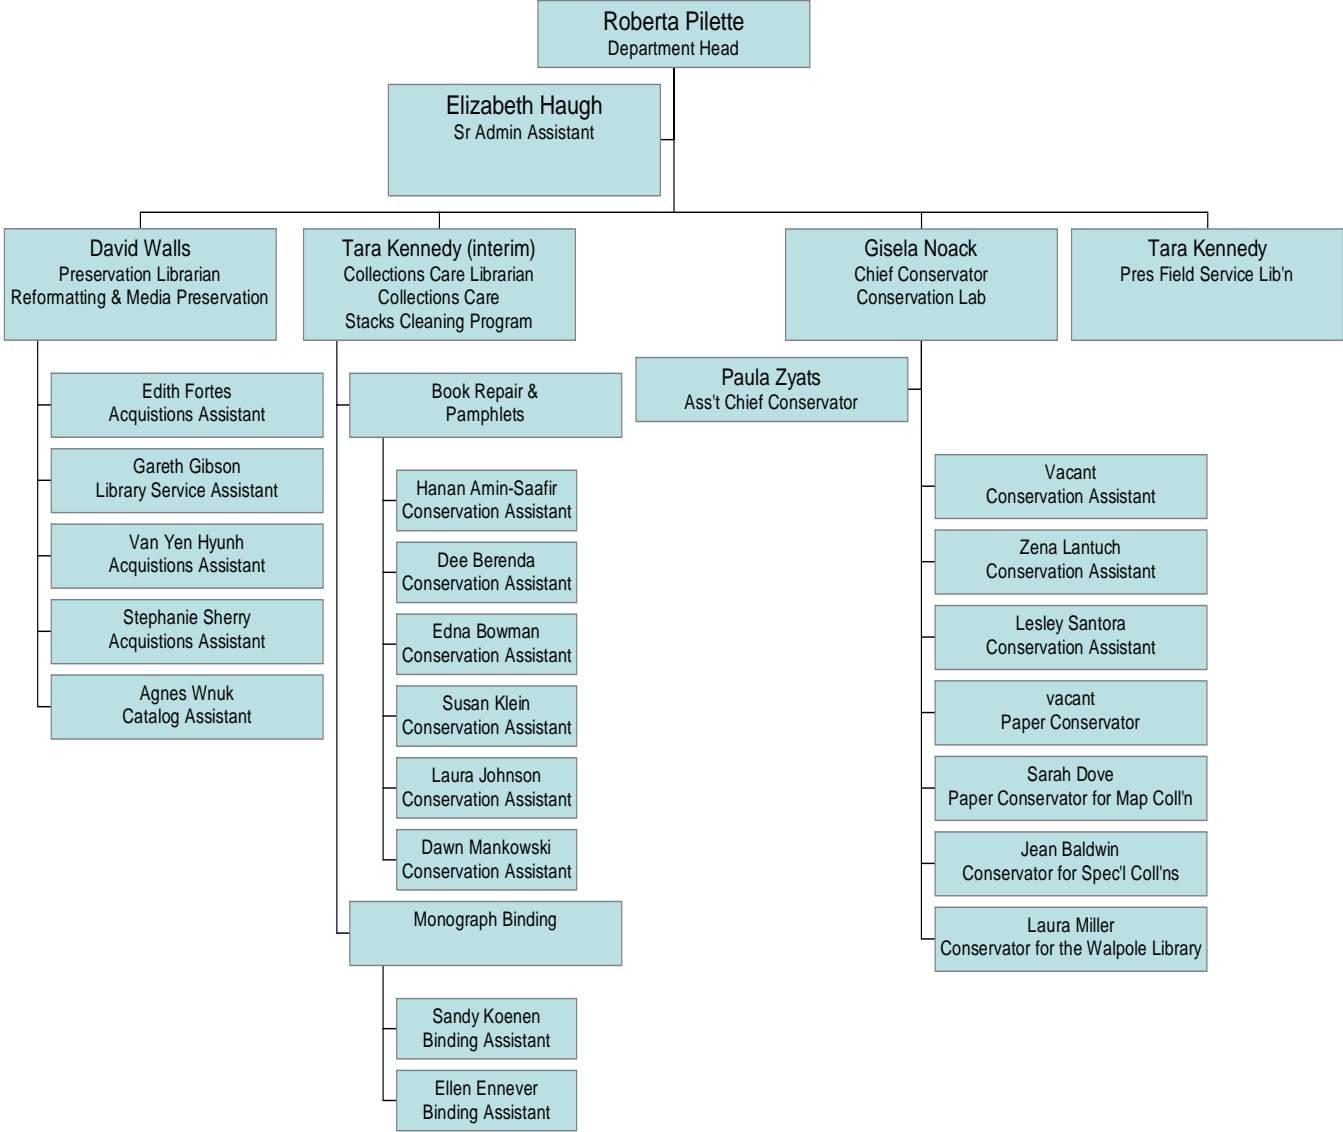 Roberta Pilette
Department Head
Elizabeth Haugh
Sr Admin Assistant
David Walls
Preservation Librarian
Reformatting & Media Preservation
Tara Kennedy (interim)
Collections Care Librarian
Collections Care
Stacks Cleaning Program
Gisela Noack
Chief Conservator
Conservation Lab
Tara Kennedy
Pres Field Service Lib'n
Edith Fortes
Acquistions Assistant
Gareth Gibson
Library Service Assistant
Van Yen Hyunh
Acquistions Assistant
Stephanie Sherry
Acquistions Assistant
Agnes Wnuk
Catalog Assistant
Book Repair &
Pamphlets
Hanan Amin-Saafir
Conservation Assistant
Dee Berenda
Conservation Assistant
Edna Bowman
Conservation Assistant
Susan Klein
Conservation Assistant
Laura Johnson
Conservation Assistant
Dawn Mankowski
Conservation Assistant
Monograph Binding
Sandy Koenen
Binding Assistant
Ellen Ennever
Binding Assistant
Paula Zyats
Ass't Chief Conservator
Vacant
Conservation Assistant
Zena Lantuch
Conservation Assistant
Lesley Santora
Conservation Assistant
vacant
Paper Conservator
Sarah Dove
Paper Conservator for Map Coll'n
Jean Baldwin
Conservator for Spec'l Coll'ns
Laura Miller
Conservator for the Walpole Library